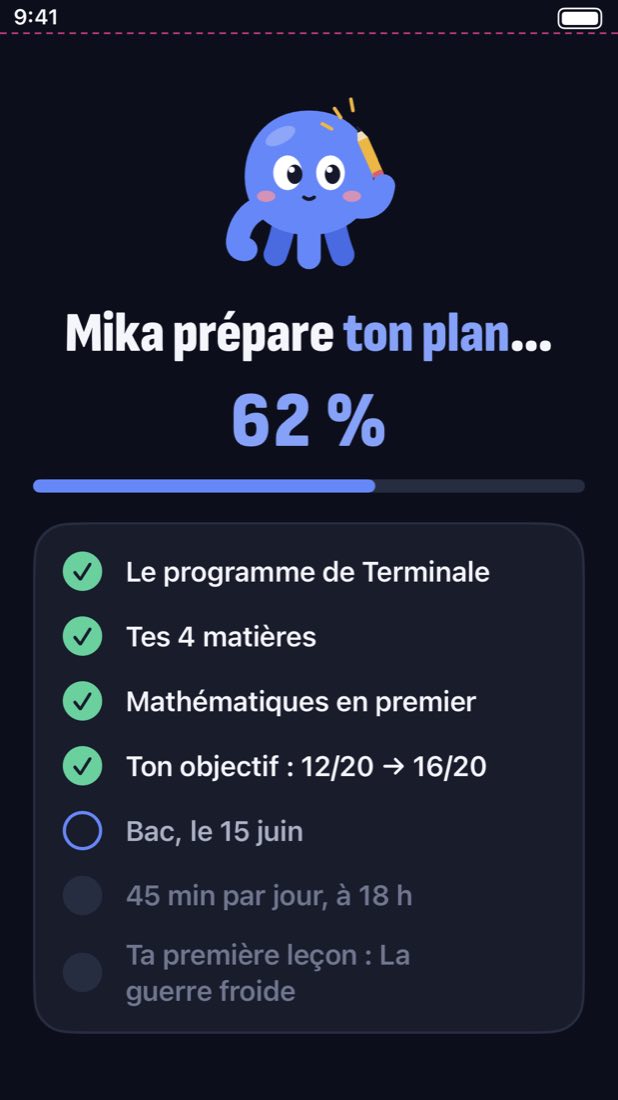 9:41
Mika prépare ton plan...
62 %
Le programme de Terminale
Tes 4 matières
Mathématiques en premier
Ton objectif : 12/20 → 16/20
Bac, le 15 juin
45 min par jour, à 18 h
Ta première leçon : La
guerre froide